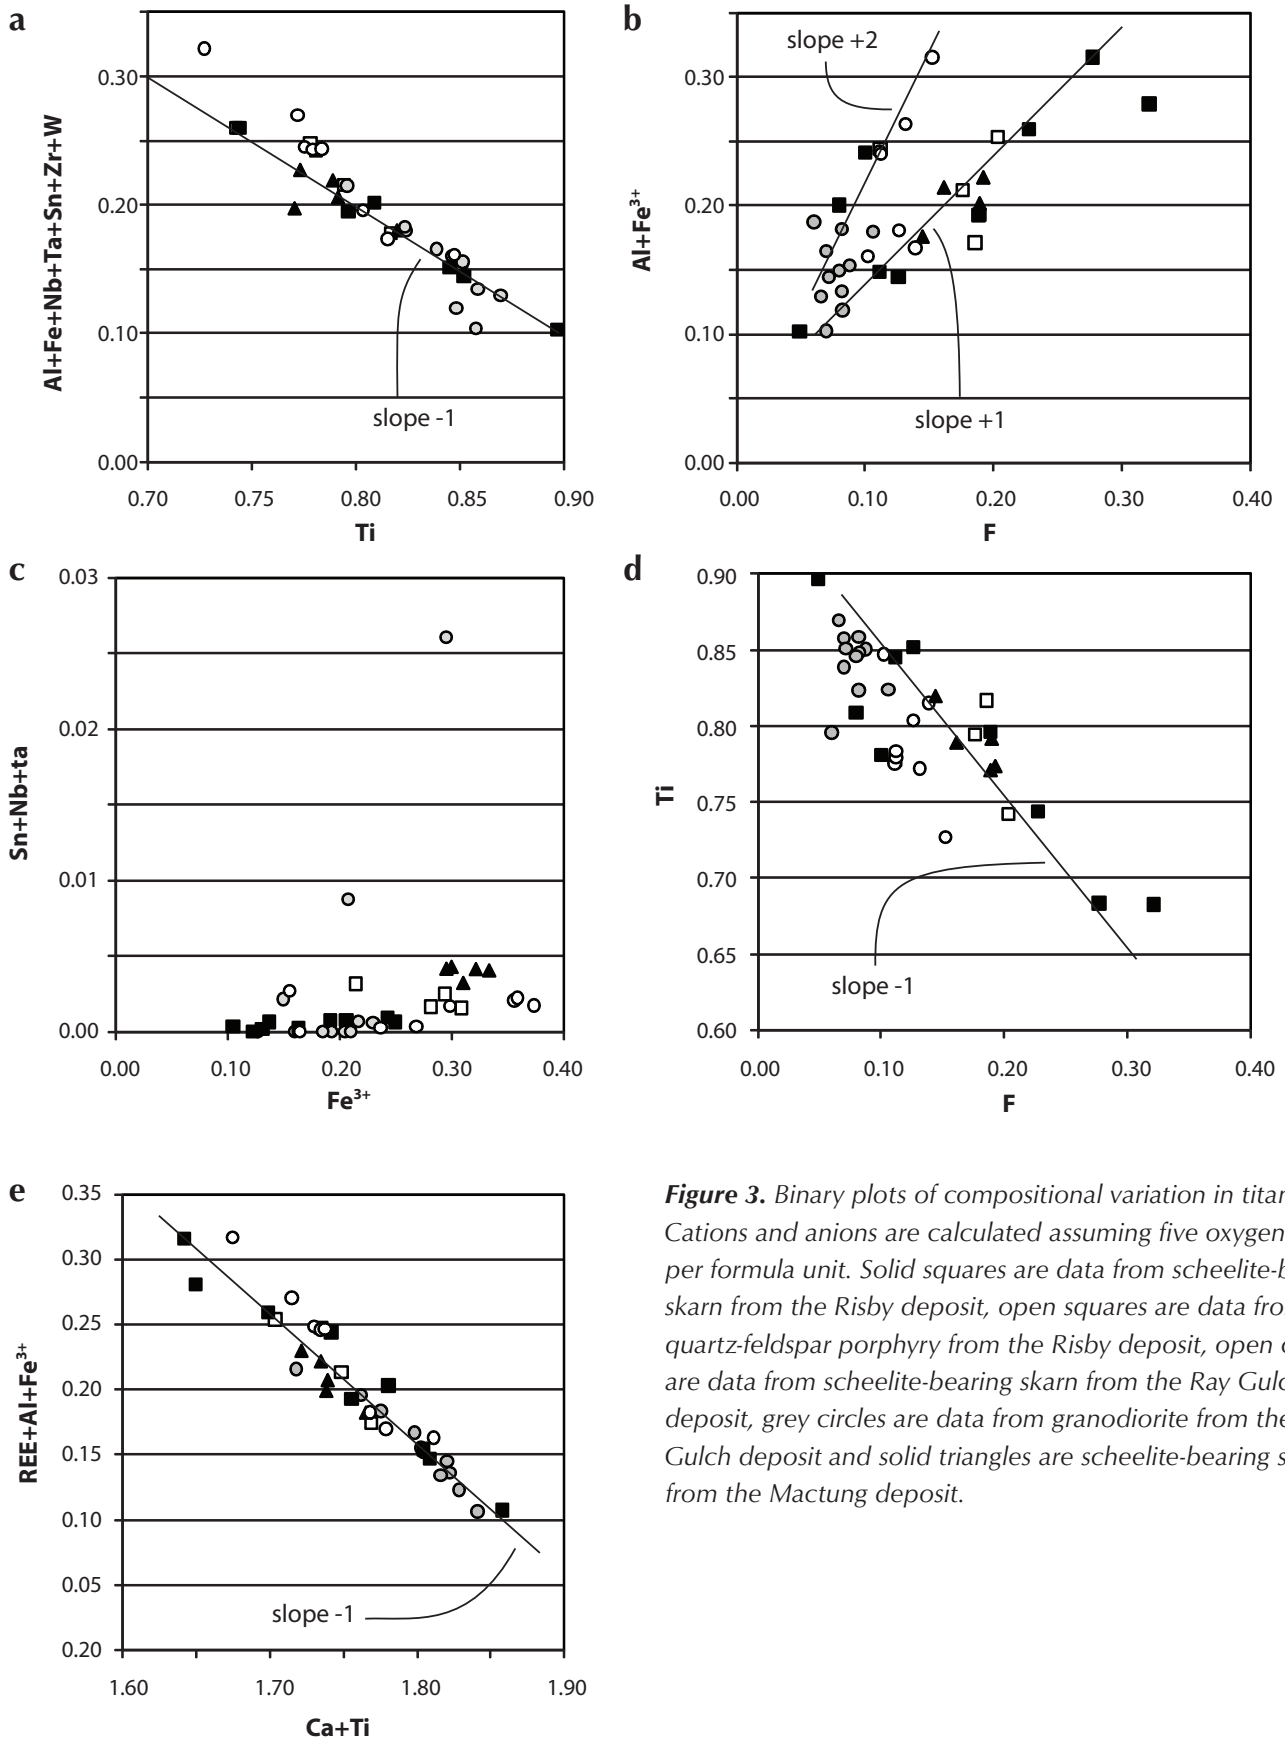 a
0.30
0.20
0.10
0.00
Al+Fe+Nb+Ta+Sn+Zr+W
slope -1
0.70 0.75 0.80 0.85 0.90
Ti
b
slope +2
0.30
0.20
0.10
0.00
Al+Fe3+
slope +1
0.00 0.10 0.20 0.30 0.40
F
c
0.03
0.02
0.01
0.00
Sn+Nb+ta
0.00 0.10 0.20 0.30 0.40
Fe3+
d
0.90
0.85
0.80
0.75
0.70
0.65
0.60
Ti
slope -1
0.00 0.10 0.20 0.30 0.40
F
e
0.35
0.30
0.25
0.20
0.15
0.10
0.05
0.20
REE+Al+Fe3+
slope -1
1.60 1.70 1.80 1.90
Ca+Ti
Figure 3. Binary plots of compositional variation in titan
Cations and anions are calculated assuming five oxygen
per formula unit. Solid squares are data from scheelite-b
skarn from the Risby deposit, open squares are data fro
quartz-feldspar porphyry from the Risby deposit, open
are data from scheelite-bearing skarn from the Ray Gulc
deposit, grey circles are data from granodiorite from the
Gulch deposit and solid triangles are scheelite-bearing s
from the Mactung deposit.